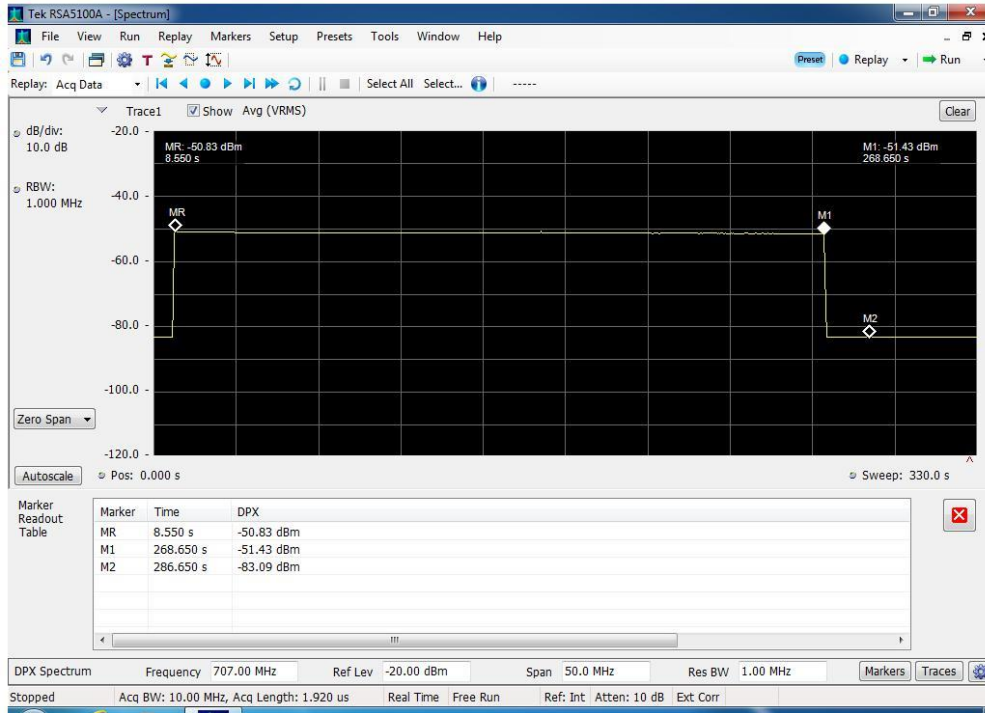 Tek RSA5100A - [Spectrum]
File View Run Replay Markers Setup Presets Tools Window Help
T Preset Replay Run
Replay: Acq Data Select All Select... -----
Trace1 Show Avg (VRMS) Clear
dB/div: -20.0
10.0 dB MR: -50.83 dBm M1: -51.43 dBm
8.550 s 268.650 s
RBW:
1.000 MHz -40.0
MR M1
-60.0
-80.0 M2
-100.0
Zero Span
-120.0
Autoscale Pos: 0.000 s Sweep: 330.0 s
Marker
Readout
Table
Marker Time DPX
MR 8.550 s -50.83 dBm
M1 268.650 s -51.43 dBm
M2 286.650 s -83.09 dBm
DPX Spectrum Frequency 707.00 MHz Ref Lev -20.00 dBm Span 50.0 MHz Res BW 1.00 MHz Markers Traces
Stopped Acq BW: 10.00 MHz, Acq Length: 1.920 us Real Time Free Run Ref: Int Atten: 10 dB Ext Corr